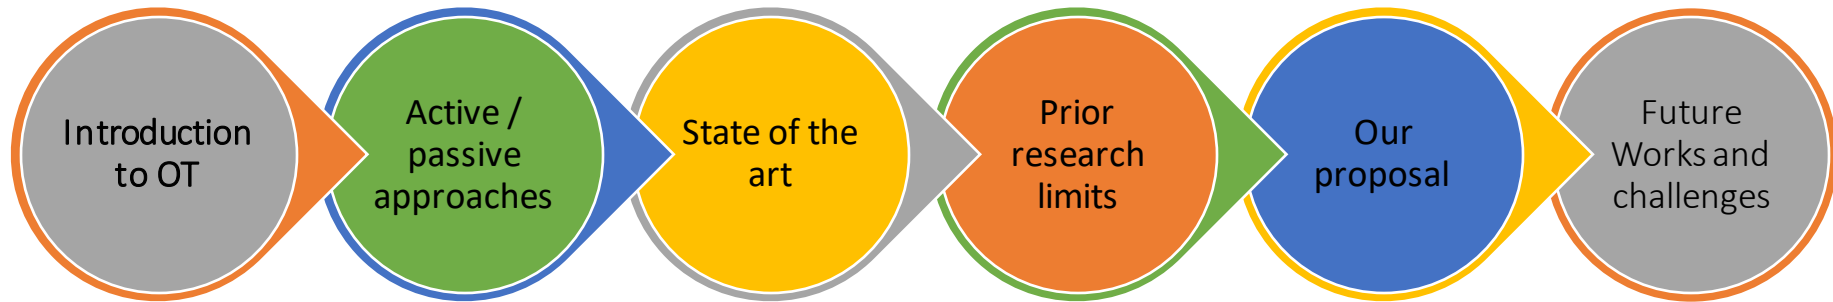 Introduction
to OT
Active /
passive
approaches
State of the
art
Prior
research
limits
Our
proposal
Future
Works and
challenges